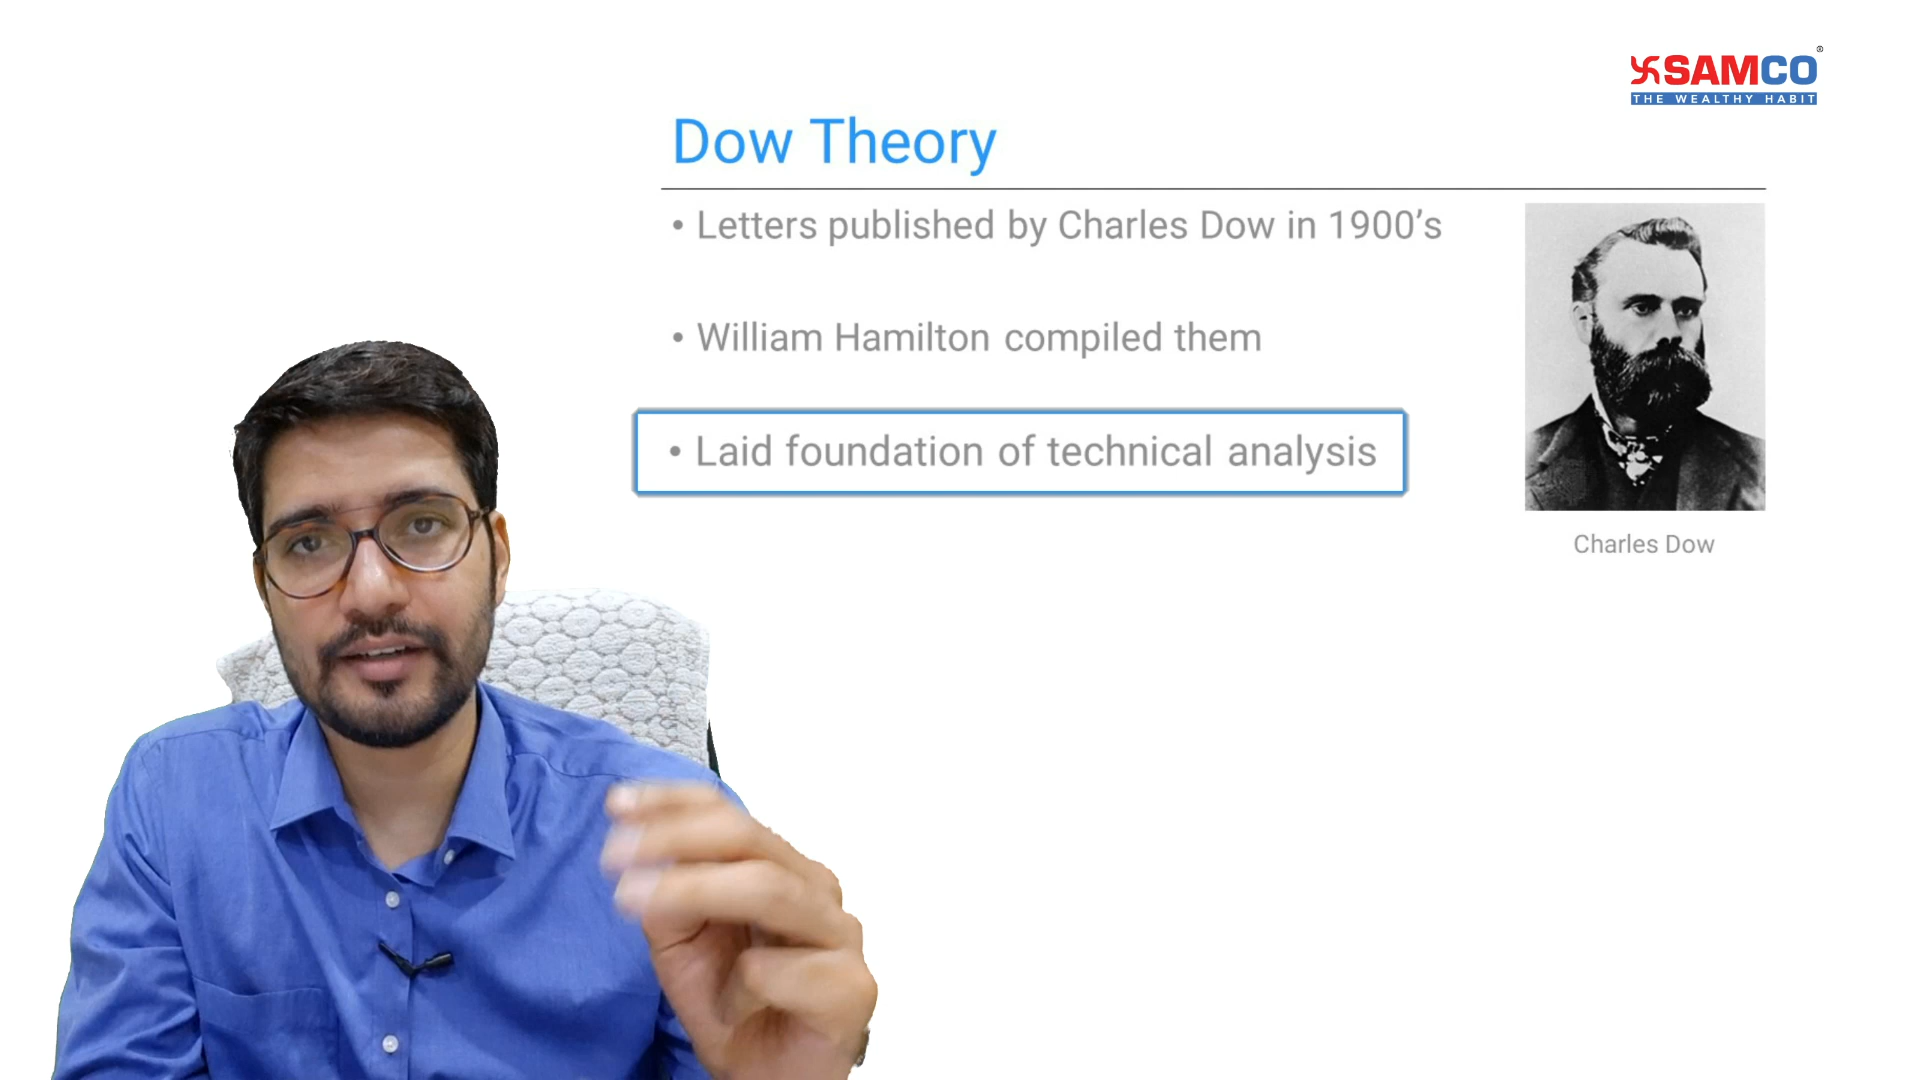 SAMCO®
THE WEALTHY HABIT
Dow Theory
• Letters published by Charles Dow in 1900’s
• William Hamilton compiled them
• Laid foundation of technical analysis
Charles Dow